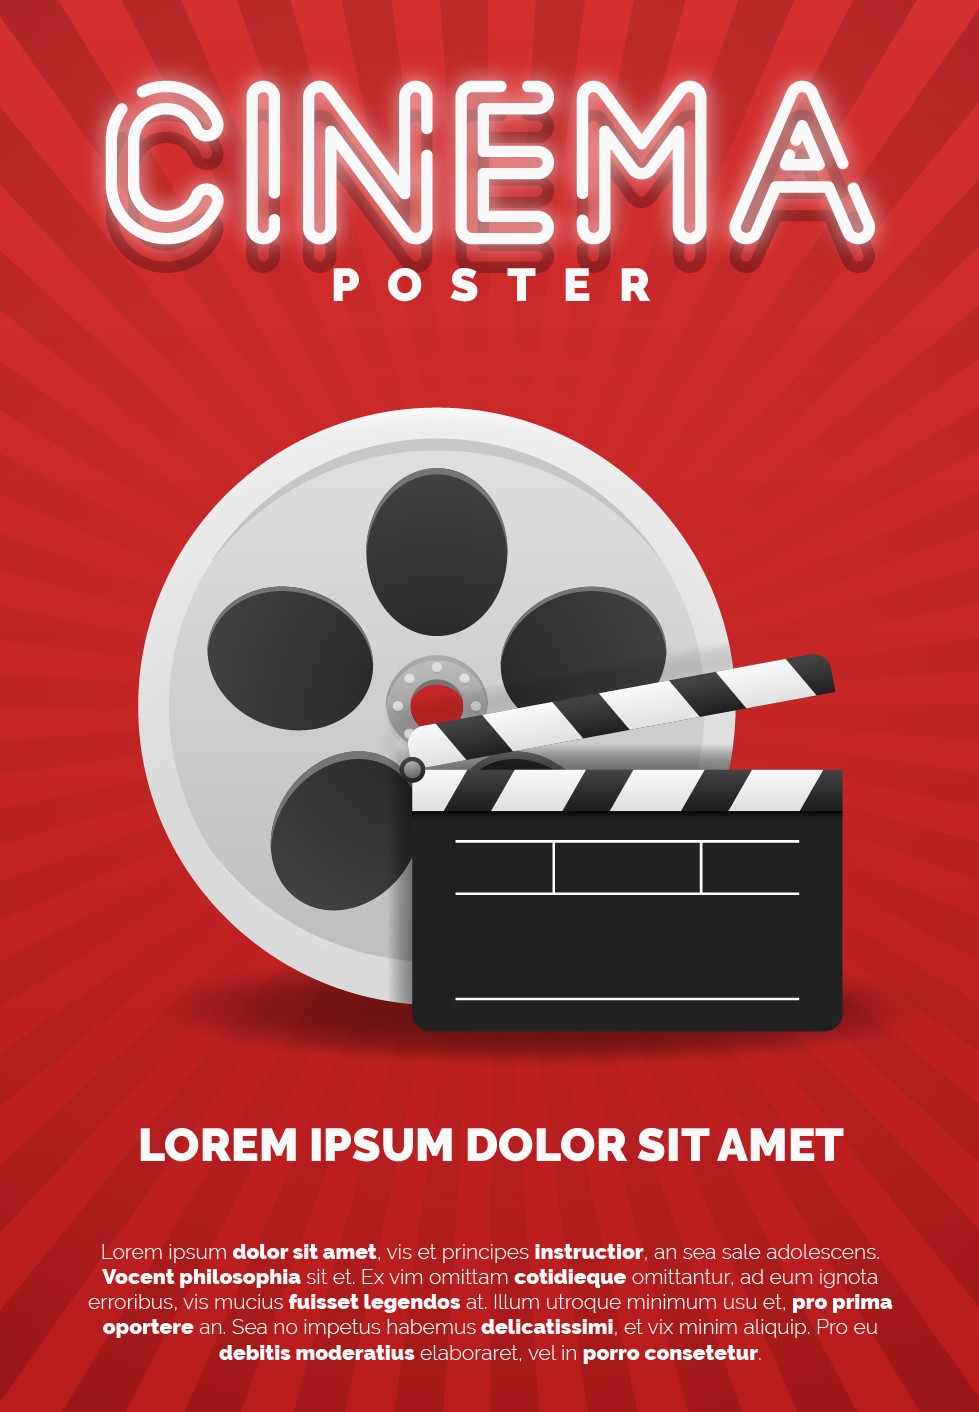 CINEMA
POSTER
LOREM IPSUM DOLOR SIT AMET
Lorem ipsum dolor sit amet, vis et principes instructior, an sea sale adolescens.
Vocent philosophia sit et. Ex vim omittam cotidieque omittantur, ad eum ignota
erroribus, vis mucius fuisset legendos at. Illum utroque minimum usu et, pro prima
oportere an. Sea no impetus habemus delicatissimi, et vix minim aliquip. Pro eu
debitis moderatius elaboraret, vel in porro consetetur.